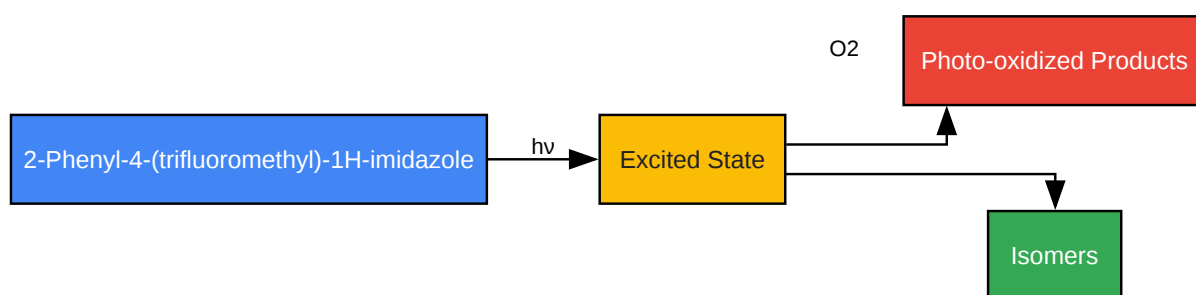 O2
Photo-oxidized Products
2-Phenyl-4-(trifluoromethyl)-1H-imidazole
hν
Excited State
Isomers